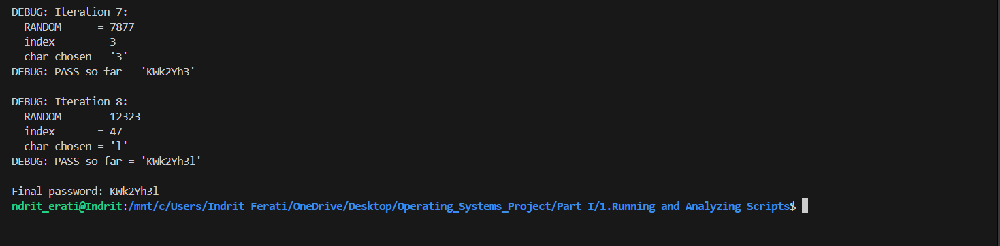 DEBUG: Iteration 7:
  RANDOM      = 7877
  index       = 3
  char chosen = '3'
DEBUG: PASS so far = 'KWk2Yh3'
DEBUG: Iteration 8:
  RANDOM      = 12323
  index       = 47
  char chosen = 'l'
DEBUG: PASS so far = 'KWk2Yh3l'
Final password: KWk2Yh3l
ndrit_erati@Indrit:/mnt/c/Users/Indrit Ferati/OneDrive/Desktop/Operating_Systems_Project/Part I/1.Running and Analyzing Scripts$